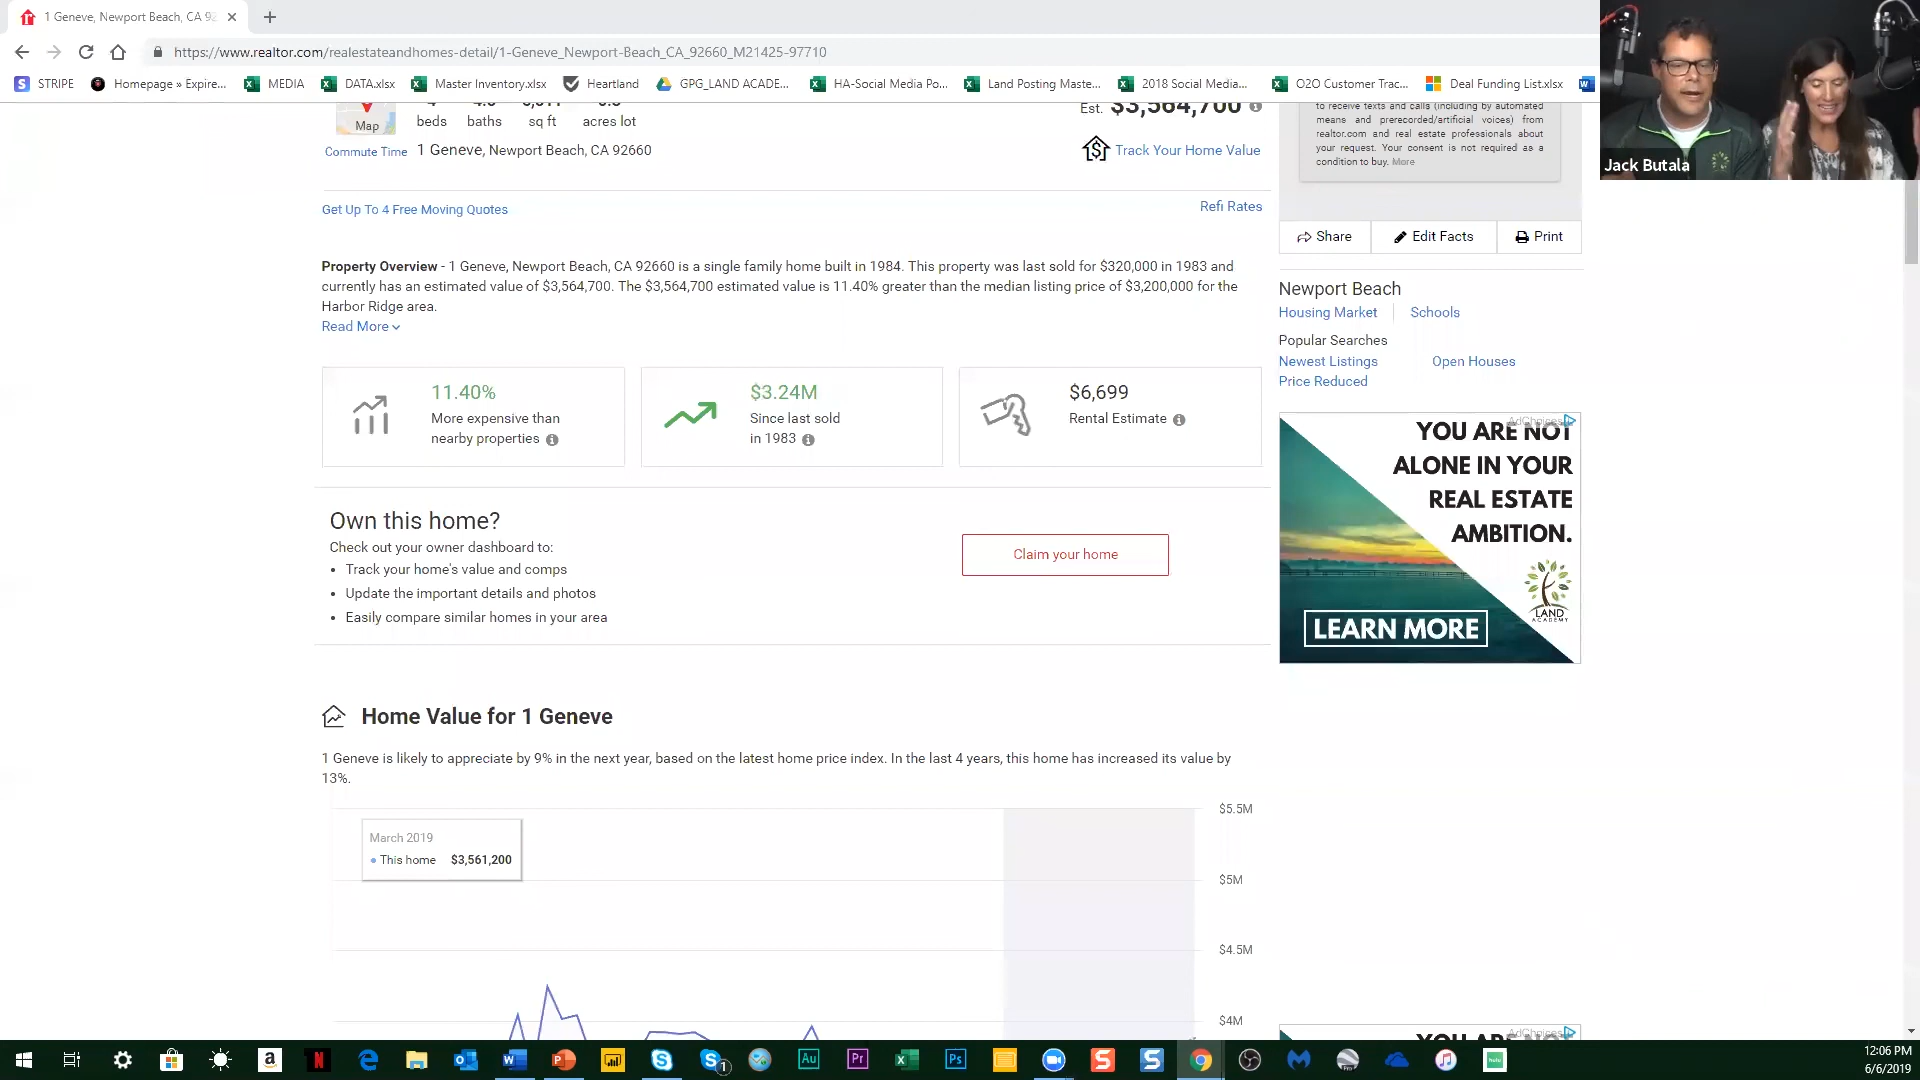 1 Geneve, Newport Beach, CA 92
https://www.realtor.com/realestateandhomes-detail/1-Geneve_Newport-Beach_CA_92660_M21425-97710
STRIPE
Homepage » Expire...
MEDIA
DATA.xlsx
Master Inventory.xlsx
Heartland
GPG_LAND ACADE...
HA-Social Media Po...
Land Posting Maste...
2018 Social Media...
O2O Customer Trac...
Deal Funding List.xlsx
Jack Butala
Map
beds
baths
sq ft
acres lot
Est. $3,564,700
Commute Time
1 Geneve, Newport Beach, CA 92660
Track Your Home Value
to receive texts and calls (including by automated
means and prerecorded/artificial voices) from
realtor.com and real estate professionals about
your request. Your consent is not required as a
condition to buy. More
Get Up To 4 Free Moving Quotes
Refi Rates
Share
Edit Facts
Print
Property Overview - 1 Geneve, Newport Beach, CA 92660 is a single family home built in 1984. This property was last sold for $320,000 in 1983 and
currently has an estimated value of $3,564,700. The $3,564,700 estimated value is 11.40% greater than the median listing price of $3,200,000 for the
Harbor Ridge area.
Read More
Newport Beach
Housing Market
Schools
Popular Searches
Newest Listings
Open Houses
Price Reduced
11.40%
More expensive than
nearby properties
$3.24M
Since last sold
in 1983
$6,699
Rental Estimate
AdChoices
YOU ARE NOT
ALONE IN YOUR
REAL ESTATE
AMBITION.
LAND
ACADEMY
LEARN MORE
Own this home?
Check out your owner dashboard to:
• Track your home's value and comps
• Update the important details and photos
• Easily compare similar homes in your area
Claim your home
Home Value for 1 Geneve
1 Geneve is likely to appreciate by 9% in the next year, based on the latest home price index. In the last 4 years, this home has increased its value by
13%.
March 2019
This home $3,561,200
$5.5M
$5M
$4.5M
$4M
AdChoices
YOU ARE NOT
12:06 PM
6/6/2019